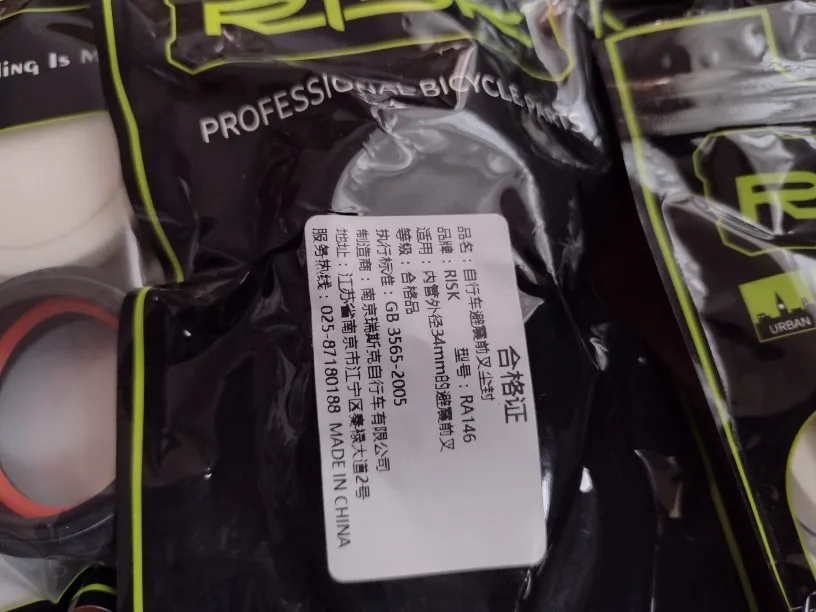 RISK
PROFESSIONAL BICYCLE PARTS
合格证
品名：自行车避震前叉尘封
品牌：RISK 型号：RA146
适用：内管外径34mm的避震前叉
等级：合格品
执行标准：GB 3565-2005
制造商：南京瑞斯克自行车有限公司
地址：江苏省南京市江宁区秦禄大道2号
服务热线：025-87180188 MADE IN CHINA
ding Is M
R
URBAN